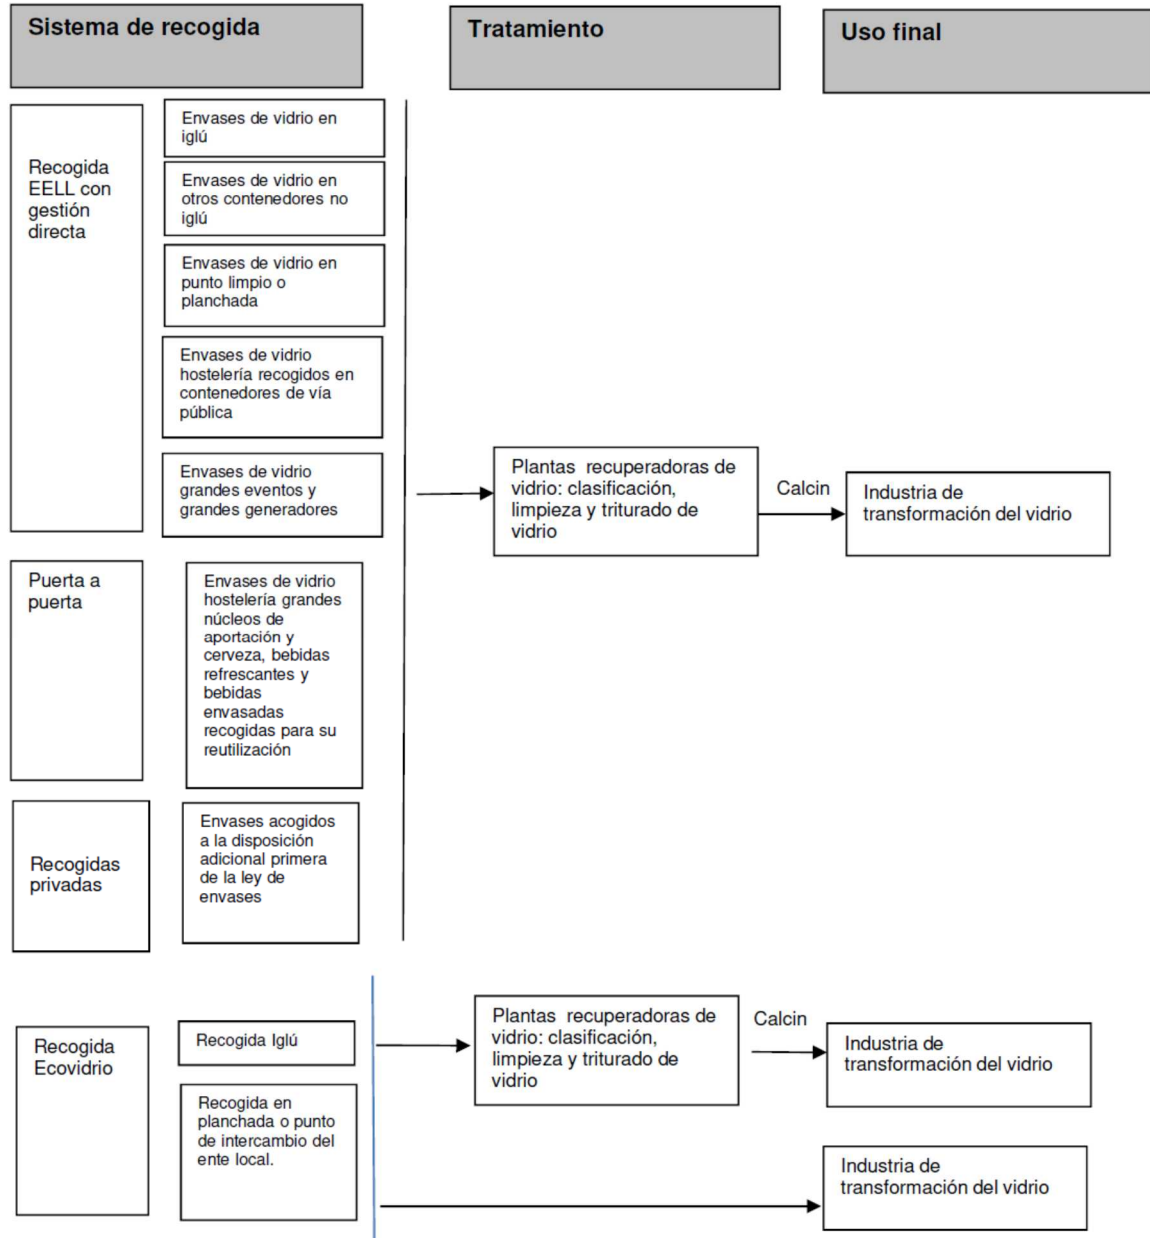 Sistema de recogida
Tratamiento
Uso final
Recogida
EELL con
gestión
directa
Envases de vidrio en
iglú
Envases de vidrio en
otros contenedores no
iglú
Envases de vidrio en
punto limpio o
planchada
Envases de vidrio
hostelería recogidos en
contenedores de vía
pública
Envases de vidrio
grandes eventos y
grandes generadores
Plantas recuperadoras de
vidrio: clasificación,
limpieza y triturado de
vidrio
Calcin
Industria de
transformación del vidrio
Puerta a
puerta
Envases de vidrio
hostelería grandes
núcleos de
aportación y
cerveza, bebidas
refrescantes y
bebidas
envasadas
recogidas para su
reutilización
Recogidas
privadas
Envases acogidos
a la disposición
adicional primera
de la ley de
envases
Recogida
Ecovidrio
Recogida Iglú
Recogida en
planchada o punto
de intercambio del
ente local.
Plantas recuperadoras de
vidrio: clasificación,
limpieza y triturado de
vidrio
Calcin
Industria de
transformación del vidrio
Industria de
transformación del vidrio